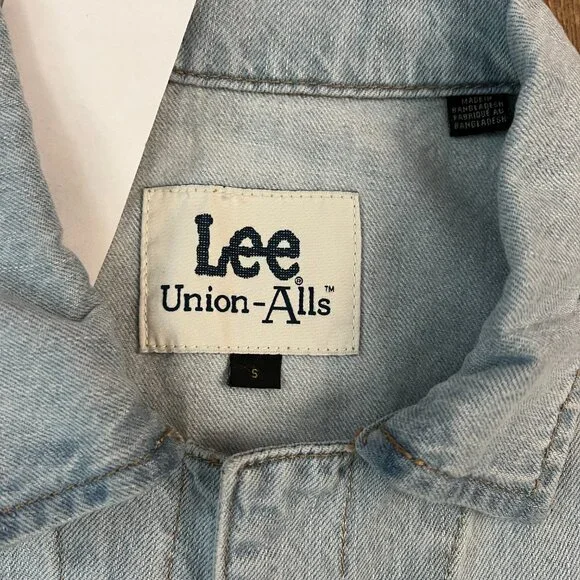 MADE IN
BANGLADESH
FABRIQUÉ AU
BANGLADESH
Lee®
Union-Alls™
S